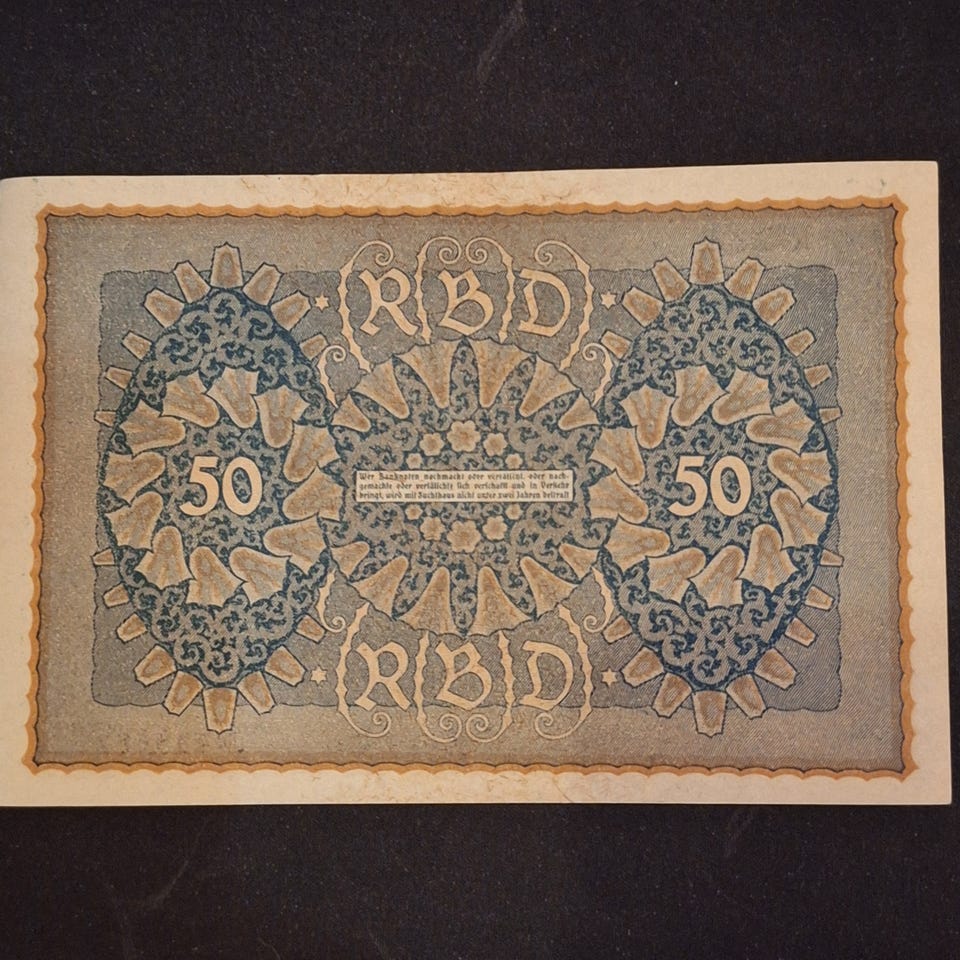 RBD
50
50
Wer Banknoten nachmacht oder verfälscht, oder nach-
gemachte oder verfälschte sich verschafft und in Verkehr
bringt, wird mit Zuchthaus nicht unter zwei Jahren bestraft
RBD